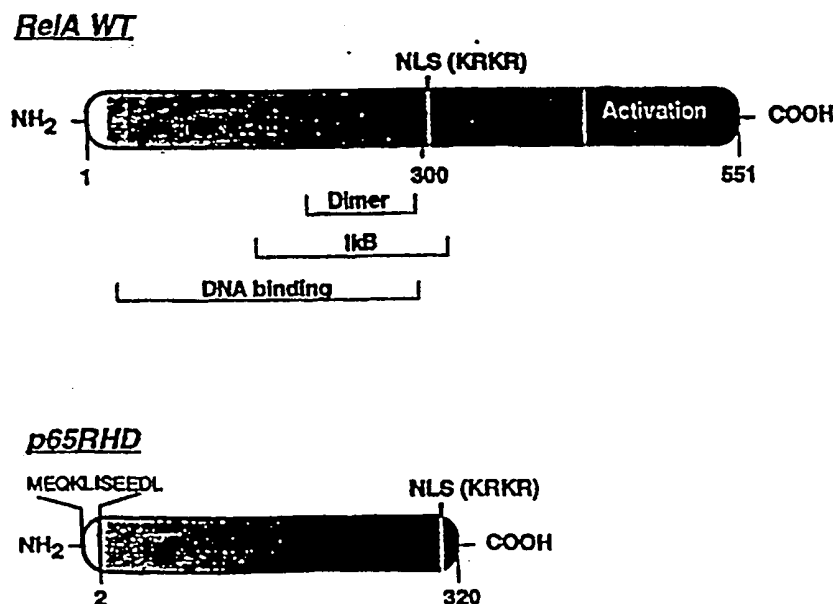 RelA WT
NLS (KRKR)
NH2
Activation
COOH
1
300
551
Dimer
IkB
DNA binding
p65RHD
MEQKLISEEDL
NLS (KRKR)
NH2
COOH
2
320